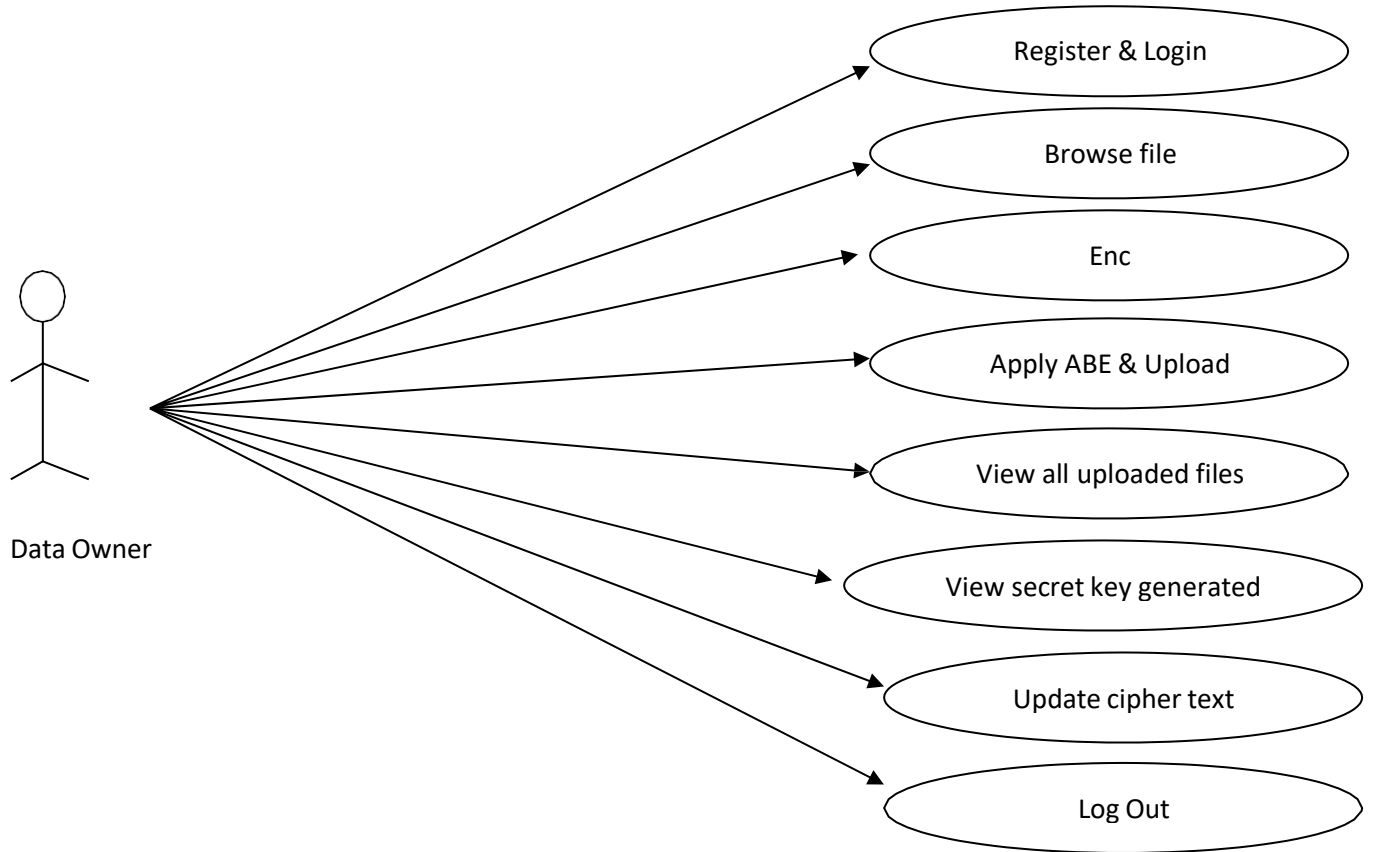 Register & Login
Browse file
Enc
Apply ABE & Upload
View all uploaded files
Data Owner
View secret key generated
Update cipher text
Log Out